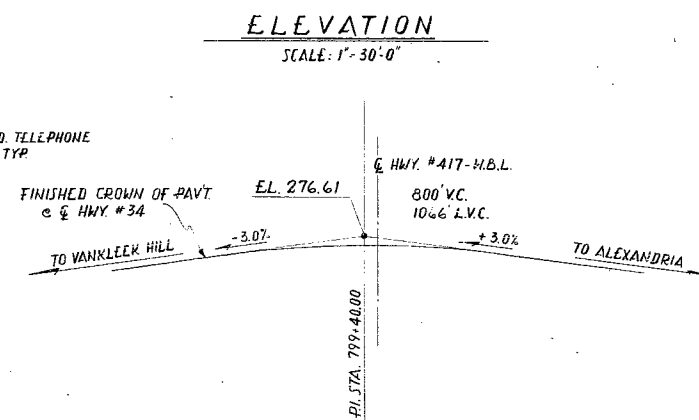 ELEVATION
SCALE: 1"-30'-0"
D. TELEPHONE
TYP.
FINISHED CROWN OF PAV'T.
@ ℄ HWY. #34
EL. 276.61
℄ HWY. #417-W.B.L.
800' V.C.
1066' L.V.C.
-3.0%
+3.0%
TO VANKLEEK HILL
TO ALEXANDRIA
P.I. STA. 799+40.00